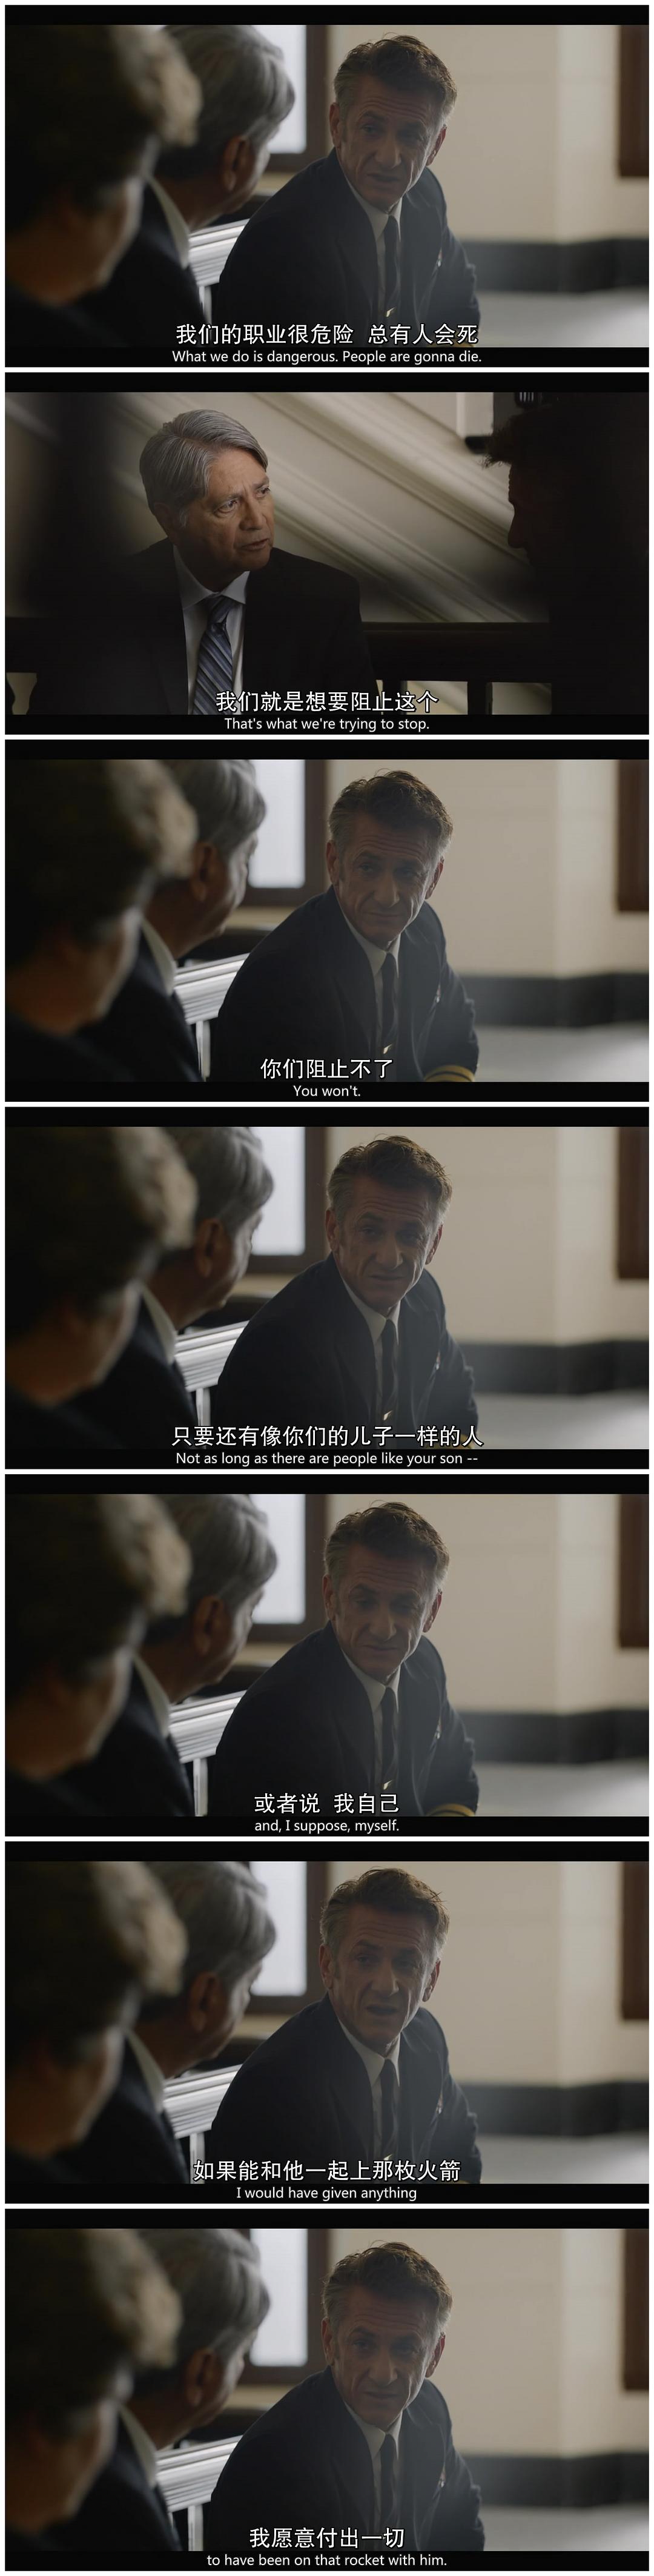 我们的职业很危险 总有人会死
What we do is dangerous. People are gonna die.
我们就是想要阻止这个
That's what we're trying to stop.
你们阻止不了
You won't.
只要还有像你们的儿子一样的人
Not as long as there are people like your son --
或者说 我自己
and, I suppose, myself.
如果能和他一起上那枚火箭
I would have given anything
我愿意付出一切
to have been on that rocket with him.